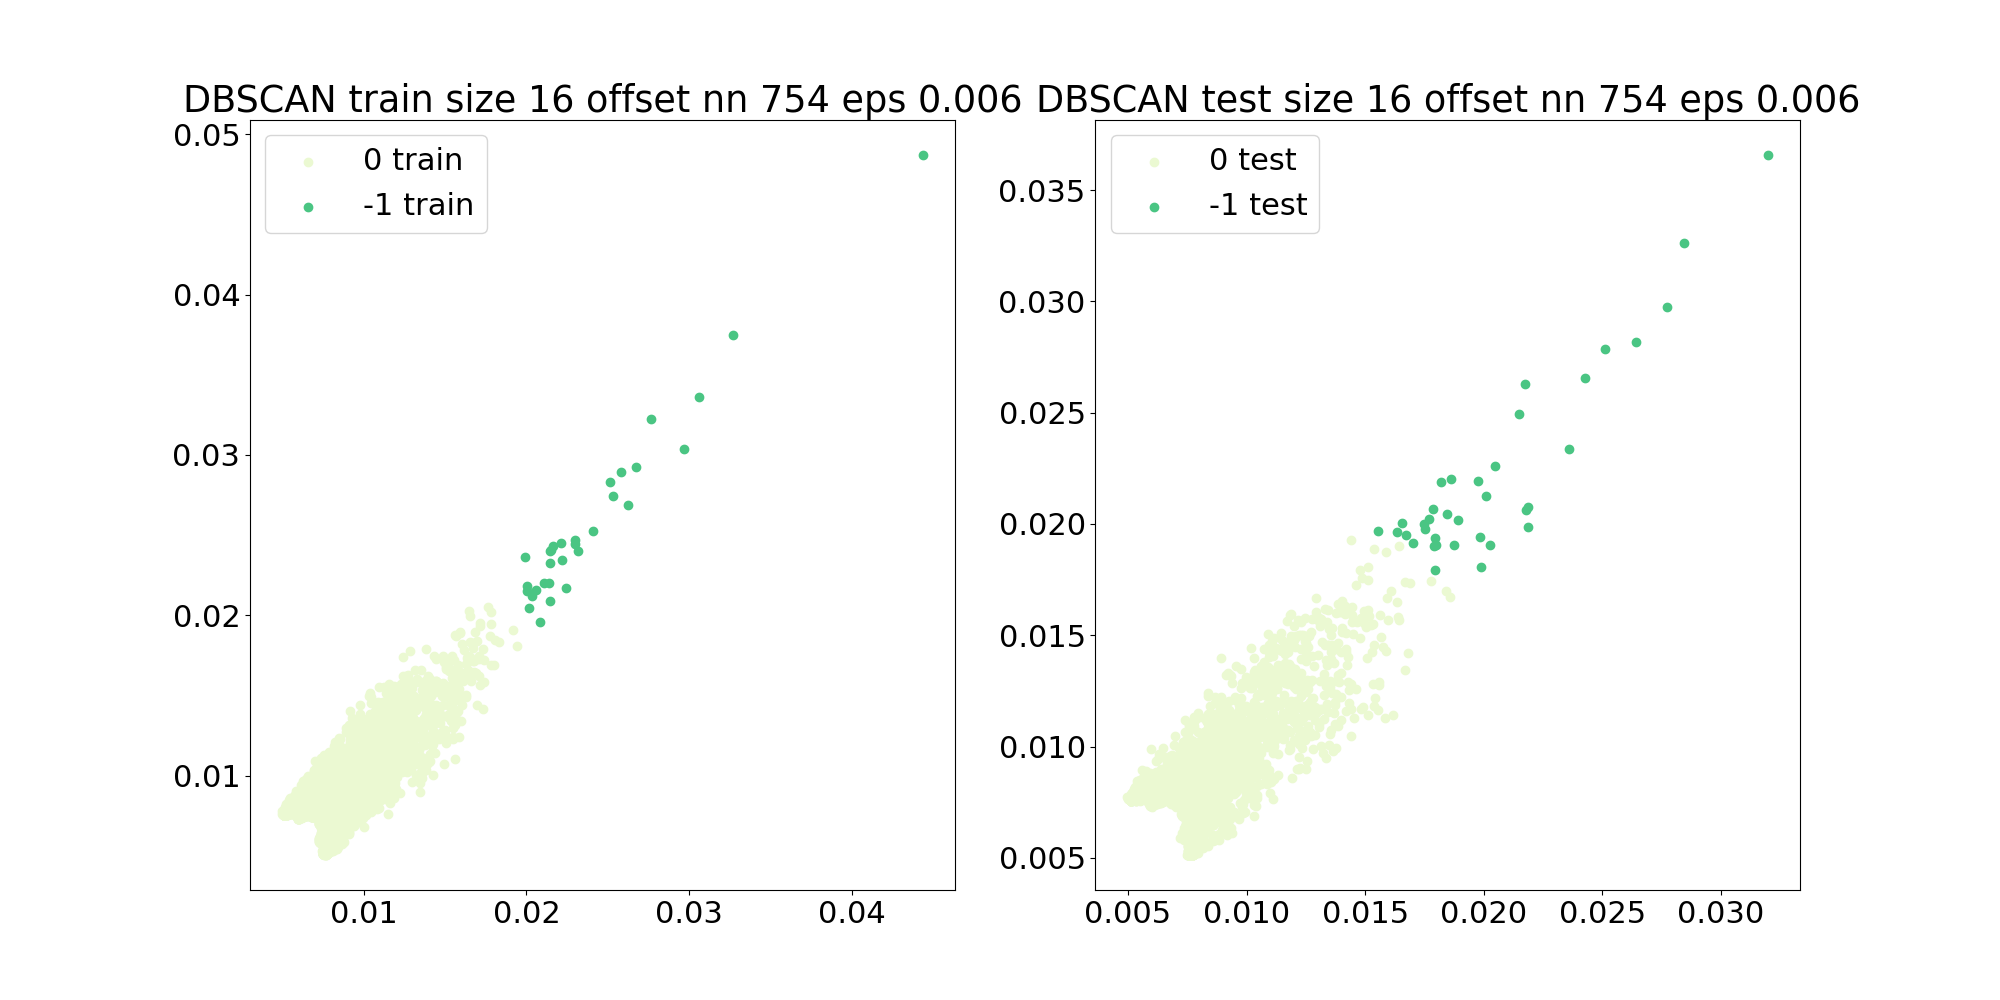 DBSCAN train size 16 offset nn 754 eps 0.006
0.05
0.04
0.03
0.02
0.01
0 train
-1 train
0.01 0.02 0.03 0.04
DBSCAN test size 16 offset nn 754 eps 0.006
0.035
0.030
0.025
0.020
0.015
0.010
0.005
0 test
-1 test
0.005 0.010 0.015 0.020 0.025 0.030